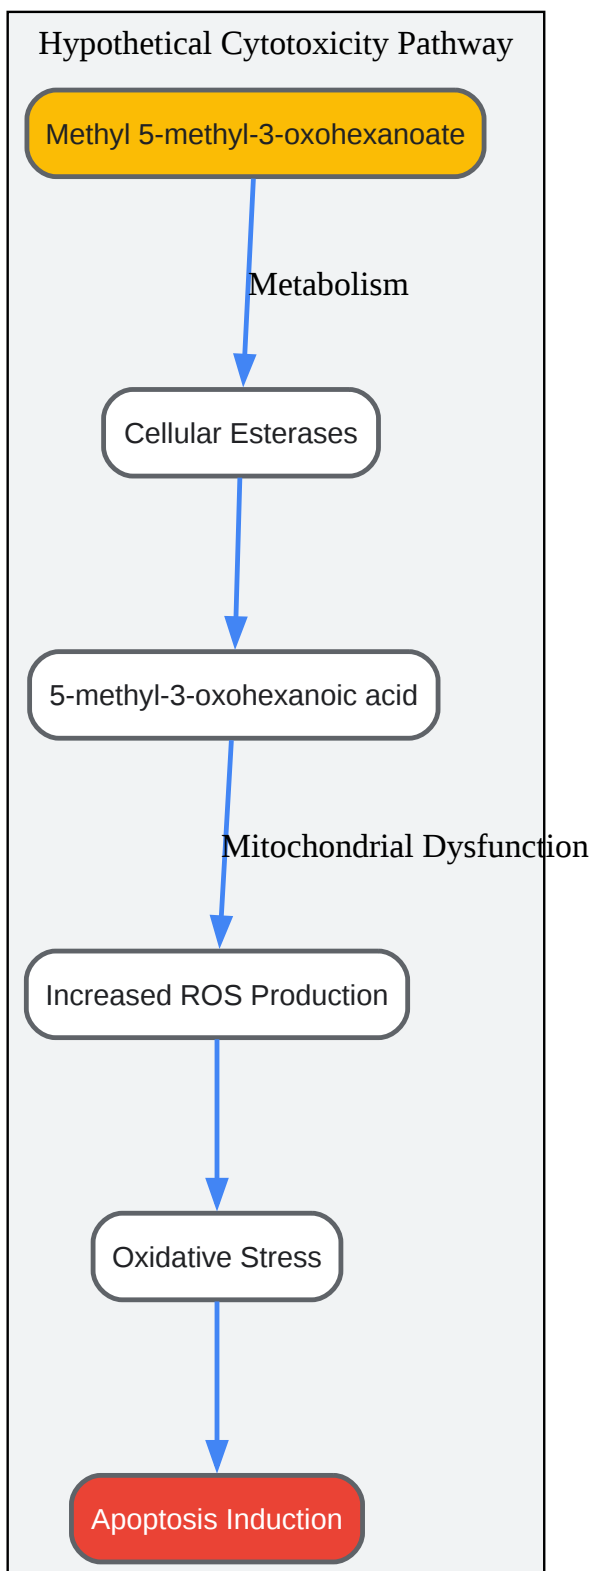 Hypothetical Cytotoxicity Pathway
Methyl 5-methyl-3-oxohexanoate
Metabolism
Cellular Esterases
5-methyl-3-oxohexanoic acid
Mitochondrial Dysfunction
Increased ROS Production
Oxidative Stress
Apoptosis Induction